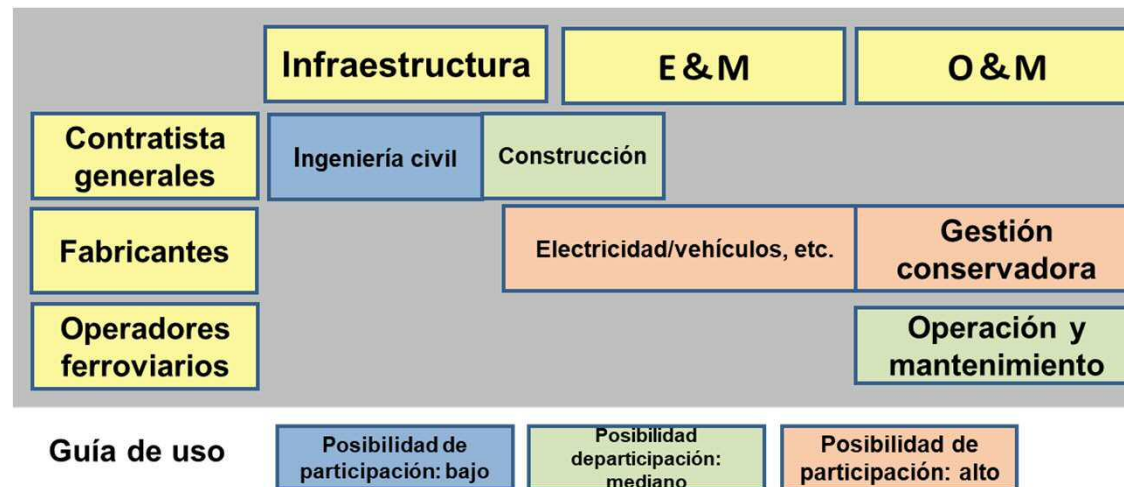 Infraestructura
E&M
O&M
Contratista
generales
Ingeniería civil
Construcción
Fabricantes
Electricidad/vehículos, etc.
Gestión
conservadora
Operadores
ferroviarios
Operación y
mantenimiento
Guía de uso
Posibilidad de
participación: bajo
Posibilidad
departicipación:
mediano
Posibilidad de
participación: alto